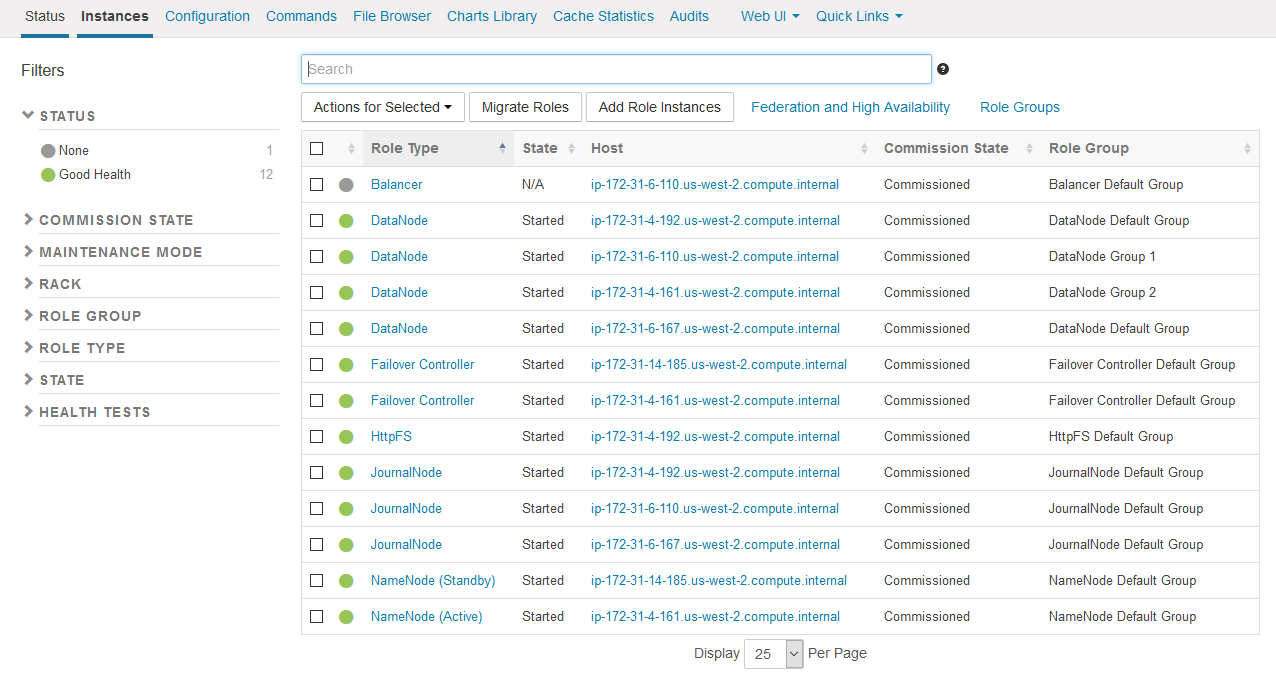 Status Instances Configuration Commands File Browser Charts Library Cache Statistics Audits Web UI Quick Links
Filters
STATUS
None 1
Good Health 12
COMMISSION STATE
MAINTENANCE MODE
RACK
ROLE GROUP
ROLE TYPE
STATE
HEALTH TESTS
Search ?
Actions for Selected Migrate Roles Add Role Instances Federation and High Availability Role Groups
Role Type State Host Commission State Role Group
Balancer N/A ip-172-31-6-110.us-west-2.compute.internal Commissioned Balancer Default Group
DataNode Started ip-172-31-4-192.us-west-2.compute.internal Commissioned DataNode Default Group
DataNode Started ip-172-31-6-110.us-west-2.compute.internal Commissioned DataNode Group 1
DataNode Started ip-172-31-4-161.us-west-2.compute.internal Commissioned DataNode Group 2
DataNode Started ip-172-31-6-167.us-west-2.compute.internal Commissioned DataNode Default Group
Failover Controller Started ip-172-31-14-185.us-west-2.compute.internal Commissioned Failover Controller Default Group
Failover Controller Started ip-172-31-4-161.us-west-2.compute.internal Commissioned Failover Controller Default Group
HttpFS Started ip-172-31-4-192.us-west-2.compute.internal Commissioned HttpFS Default Group
JournalNode Started ip-172-31-4-192.us-west-2.compute.internal Commissioned JournalNode Default Group
JournalNode Started ip-172-31-6-110.us-west-2.compute.internal Commissioned JournalNode Default Group
JournalNode Started ip-172-31-6-167.us-west-2.compute.internal Commissioned JournalNode Default Group
NameNode (Standby) Started ip-172-31-14-185.us-west-2.compute.internal Commissioned NameNode Default Group
NameNode (Active) Started ip-172-31-4-161.us-west-2.compute.internal Commissioned NameNode Default Group
Display 25 Per Page